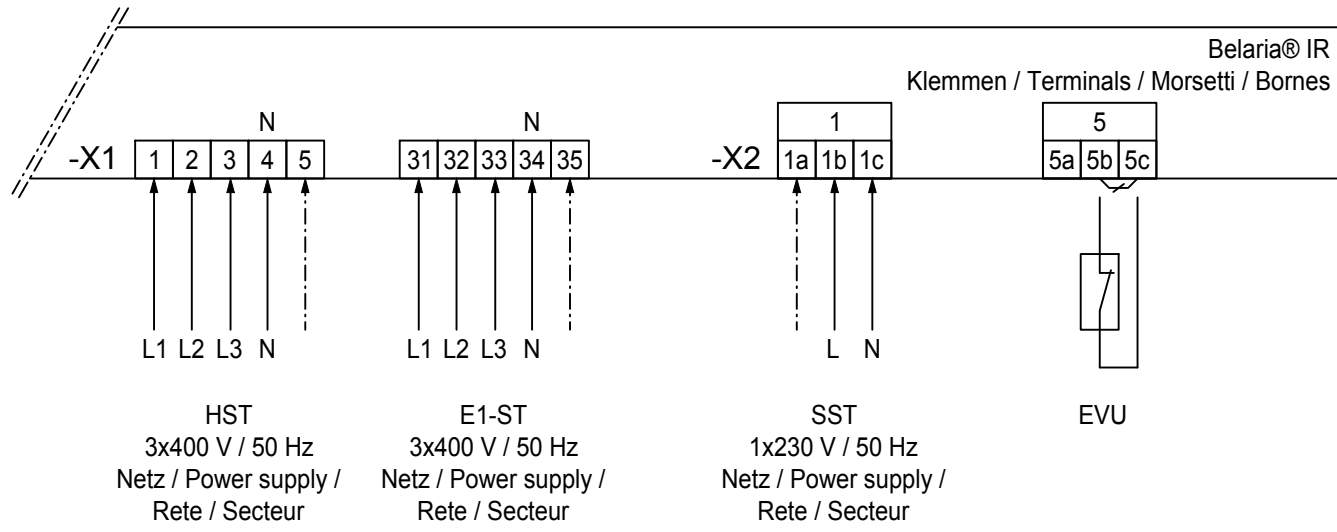 Belaria® IR
Klemmen / Terminals / Morsetti / Bornes
N N 1 5
-X1 1 2 3 4 5 31 32 33 34 35 -X2 1a 1b 1c 5a 5b 5c
L1 L2 L3 N L1 L2 L3 N L N
HST
3x400 V / 50 Hz
Netz / Power supply /
Rete / Secteur
E1-ST
3x400 V / 50 Hz
Netz / Power supply /
Rete / Secteur
SST
1x230 V / 50 Hz
Netz / Power supply /
Rete / Secteur
EVU